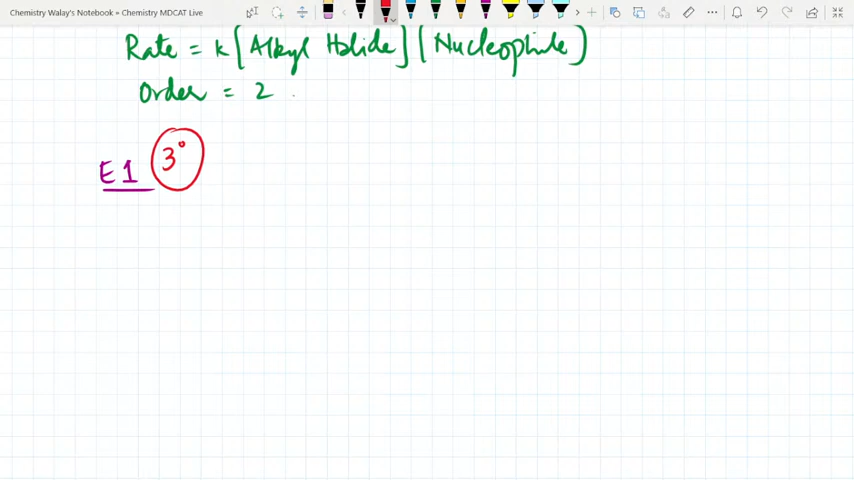 Chemistry Walay's Notebook » Chemistry MDCAT Live
Rate = k [Alkyl Halide] [Nucleophile]
Order = 2
E1 3°